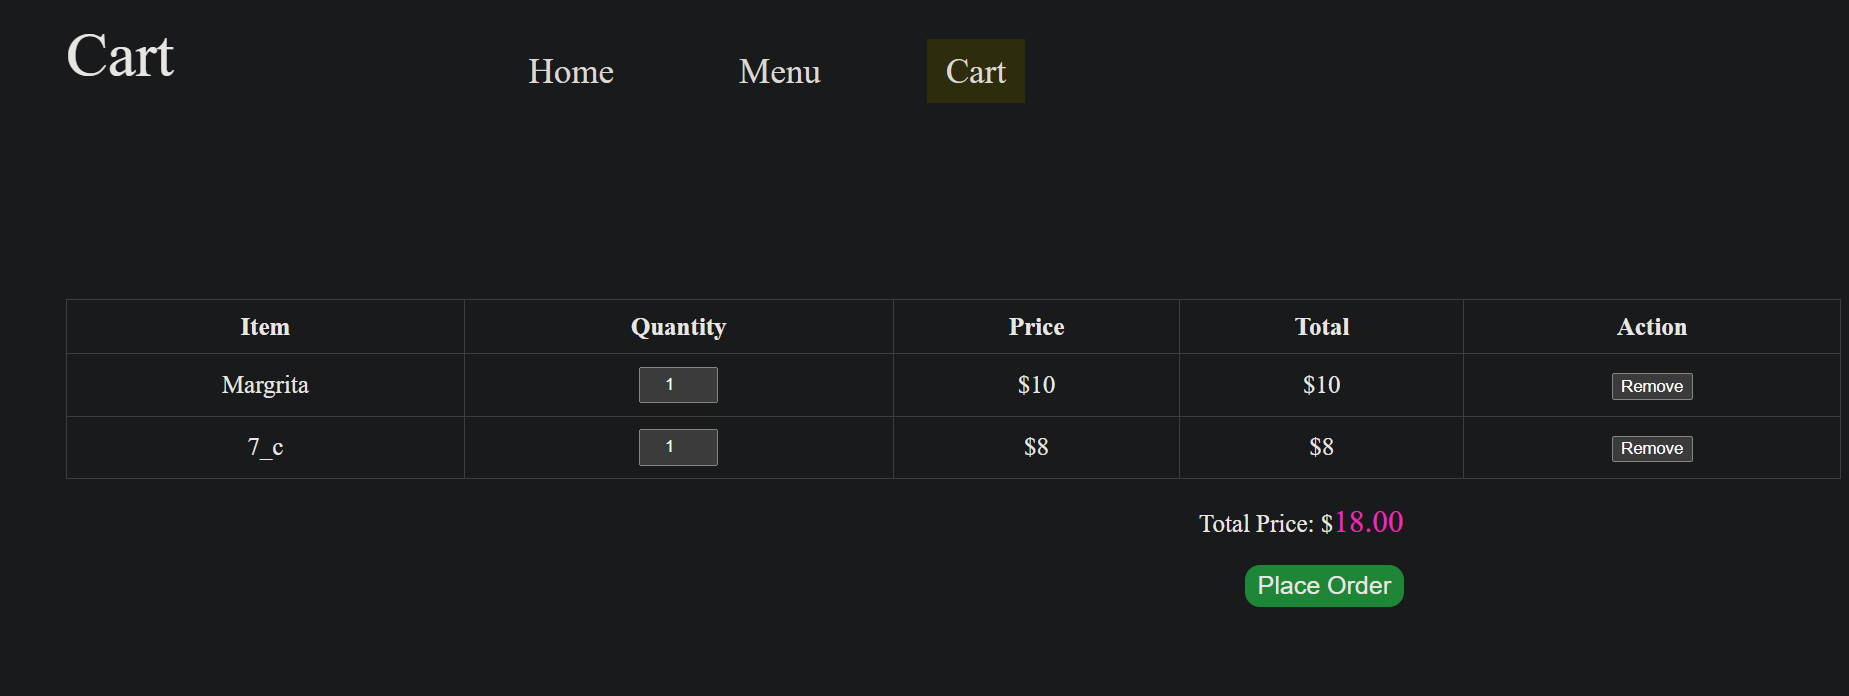 Cart
Home Menu Cart
Item Quantity Price Total Action
Margrita 1 $10 $10 Remove
7_c 1 $8 $8 Remove
Total Price: $18.00
Place Order